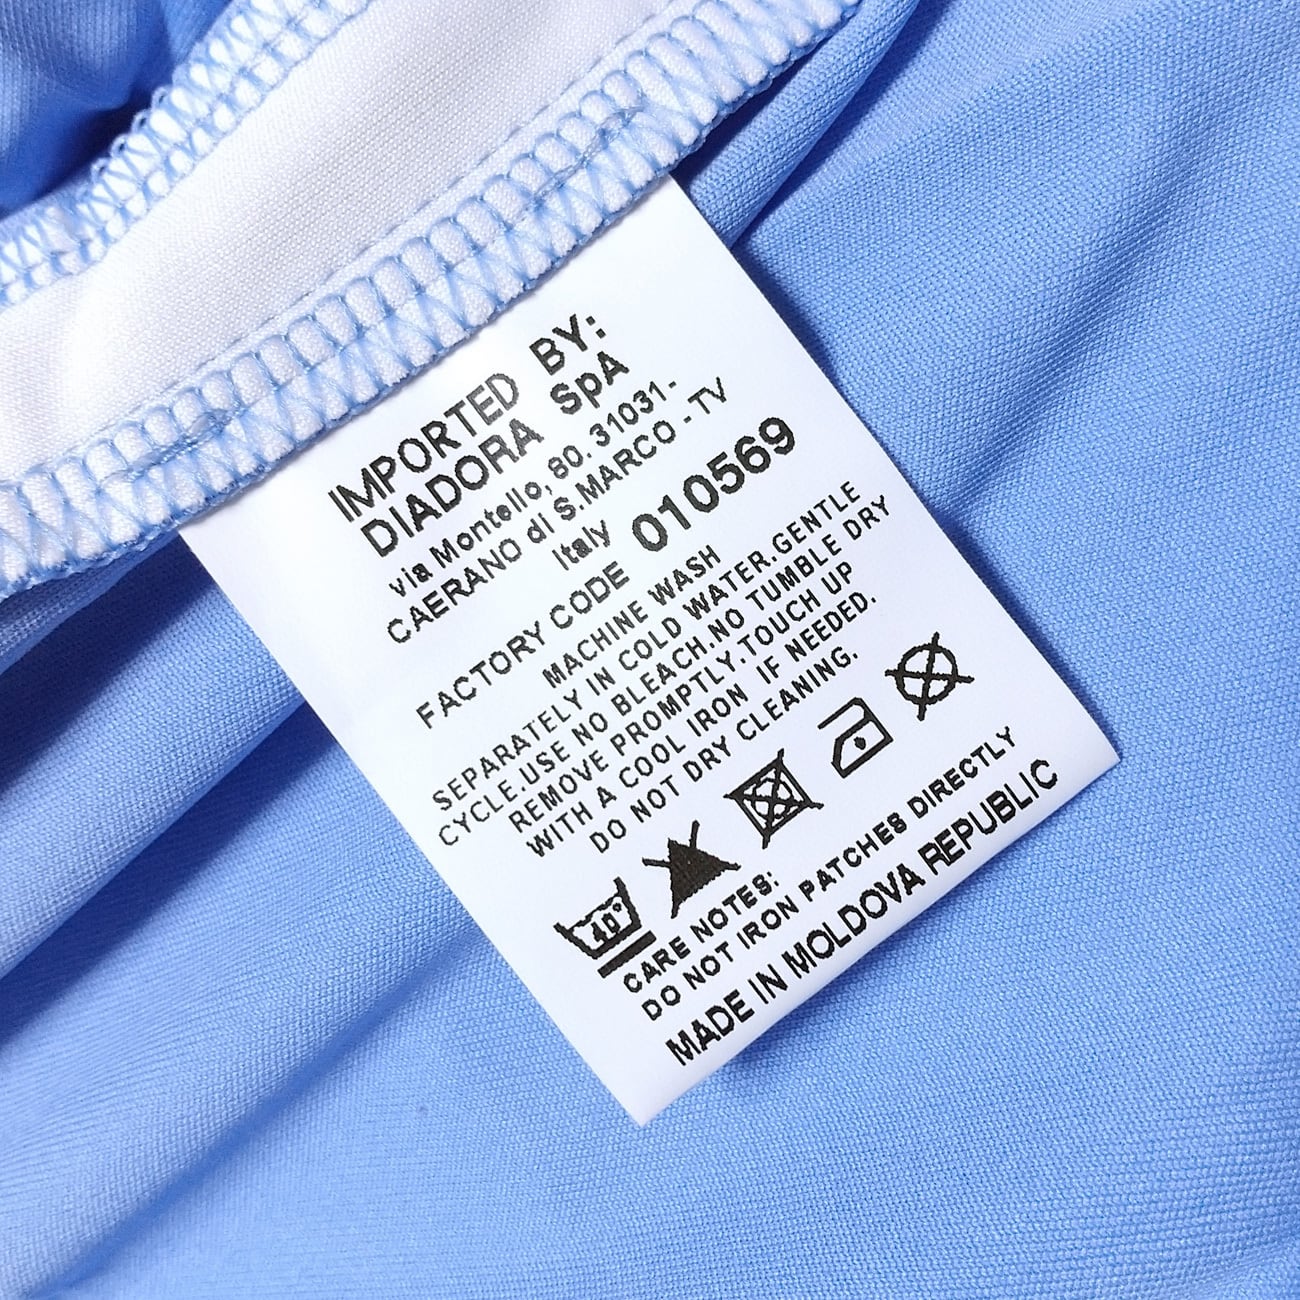 IMPORTED BY:
DIADORA SpA
via Montello, 80. 31031-
CAERANO di S.MARCO - TV
Italy
FACTORY CODE 010569
MACHINE WASH
SEPARATELY IN COLD WATER.GENTLE
CYCLE.USE NO BLEACH.NO TUMBLE DRY
REMOVE PROMPTLY.TOUCH UP
WITH A COOL IRON IF NEEDED.
DO NOT DRY CLEANING.
40°
CARE NOTES:
DO NOT IRON PATCHES DIRECTLY
MADE IN MOLDOVA REPUBLIC